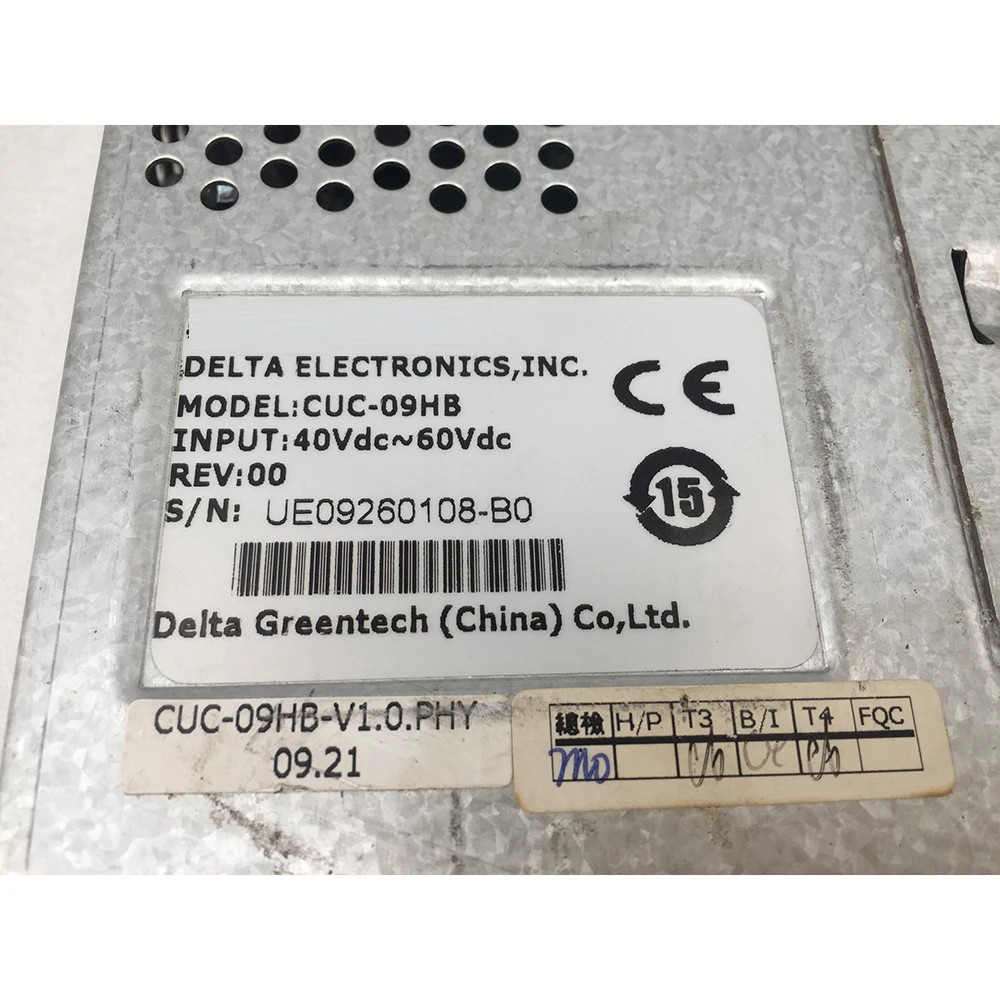 DELTA ELECTRONICS,INC.
MODEL:CUC-09HB
INPUT:40Vdc~60Vdc
REV:00
S/N: UE09260108-B0
CE
15
Delta Greentech (China) Co,Ltd.
CUC-09HB-V1.0.PHY
09.21
總檢 H/P T3 B/I T4 FQC